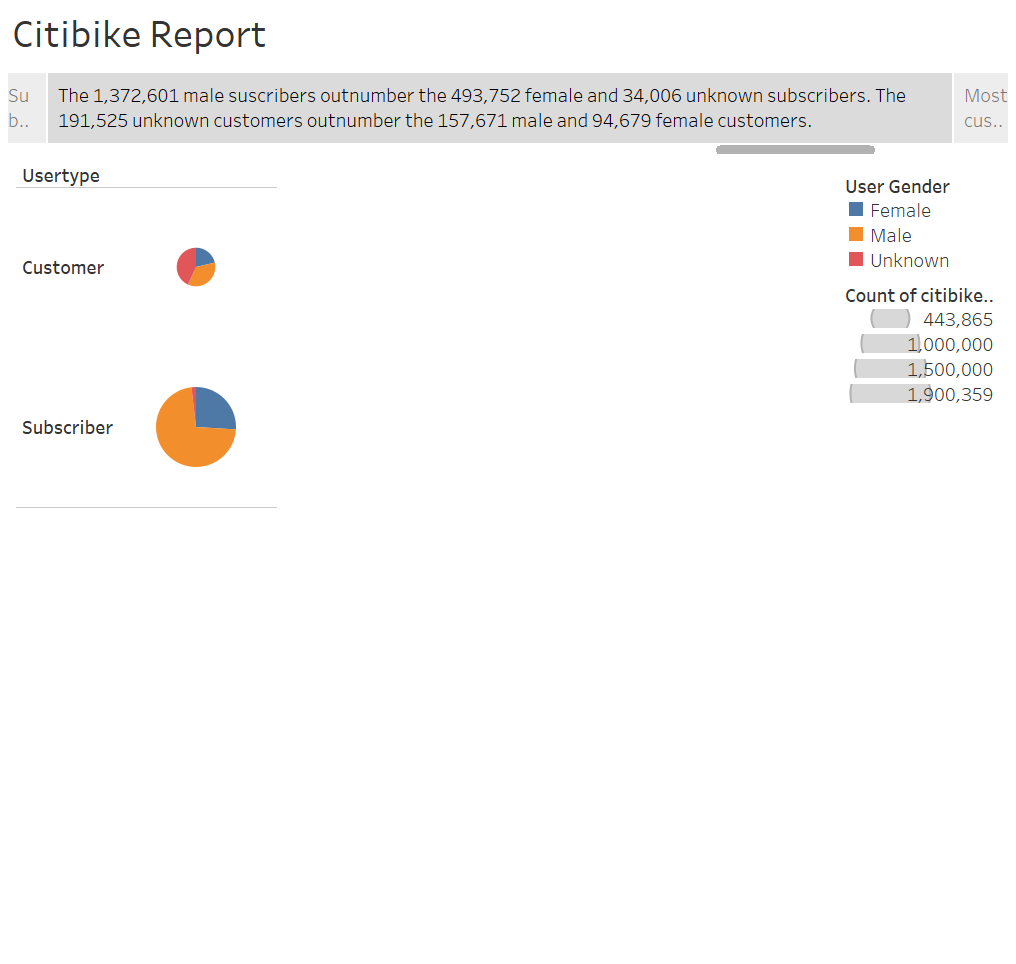 Citibike Report
Su
b..
The 1,372,601 male suscribers outnumber the 493,752 female and 34,006 unknown subscribers. The
191,525 unknown customers outnumber the 157,671 male and 94,679 female customers.
Most
cus..
Usertype
Customer
Subscriber
User Gender
Female
Male
Unknown
Count of citibike..
443,865
1,000,000
1,500,000
1,900,359